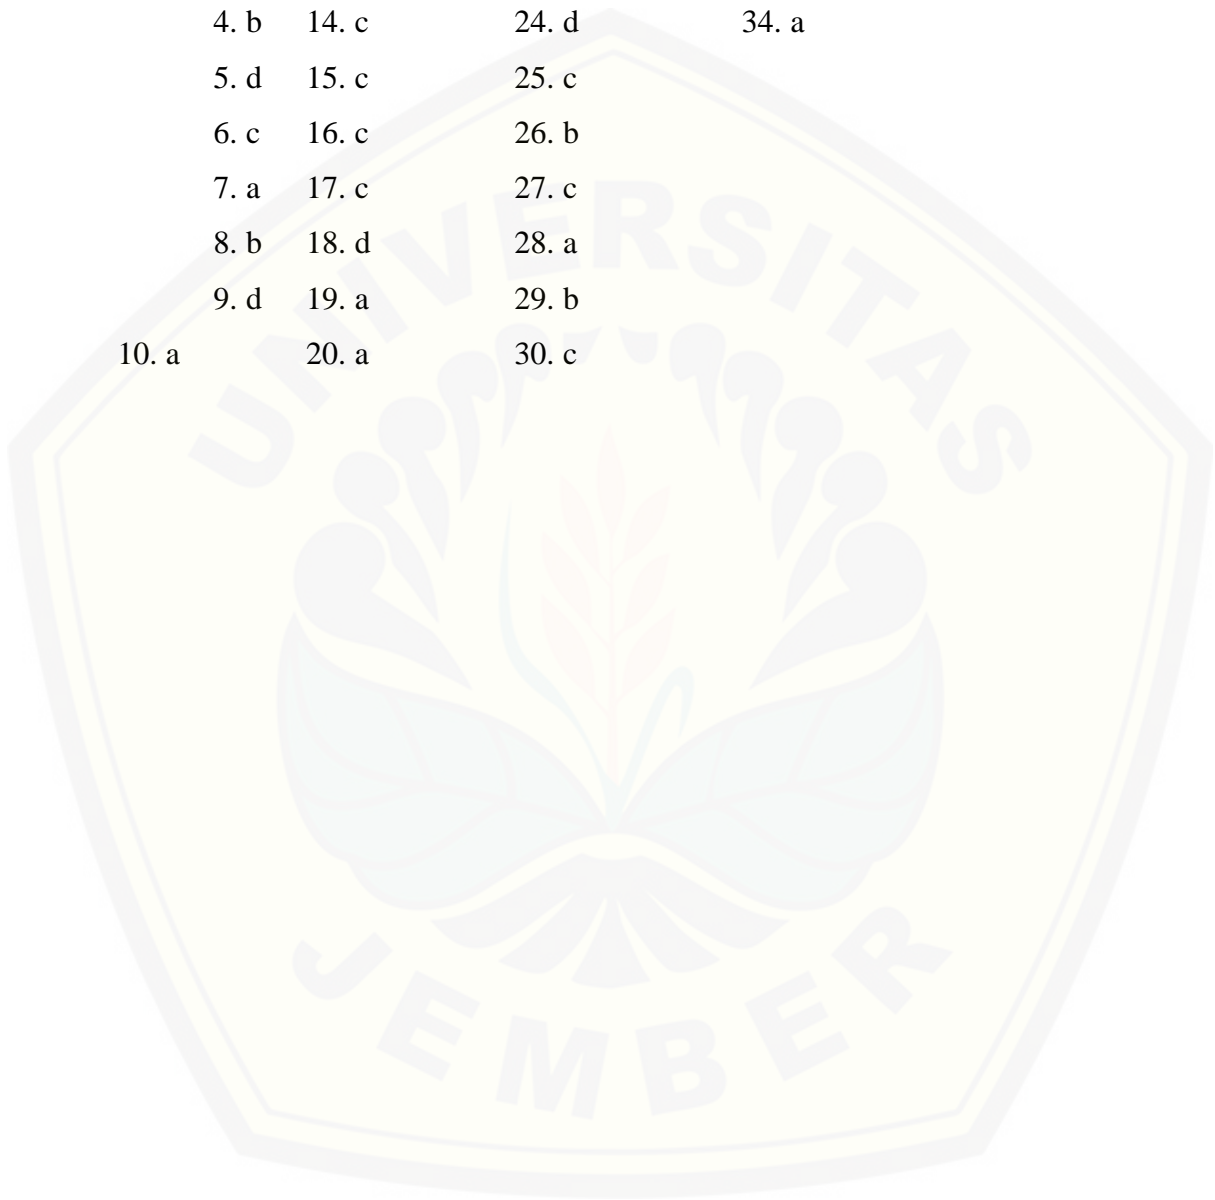 4. b 14. c 24. d 34. a
5. d 15. c 25. c
6. c 16. c 26. b
7. a 17. c 27. c
8. b 18. d 28. a
9. d 19. a 29. b
10. a 20. a 30. c
UNIVERSITAS
JEMBER